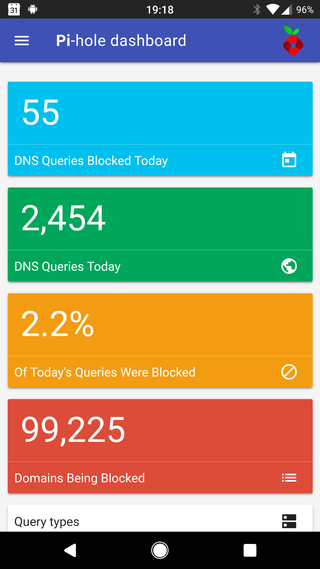 31
19:18
96%
Pi-hole dashboard
55
DNS Queries Blocked Today
2,454
DNS Queries Today
2.2%
Of Today's Queries Were Blocked
99,225
Domains Being Blocked
Query types